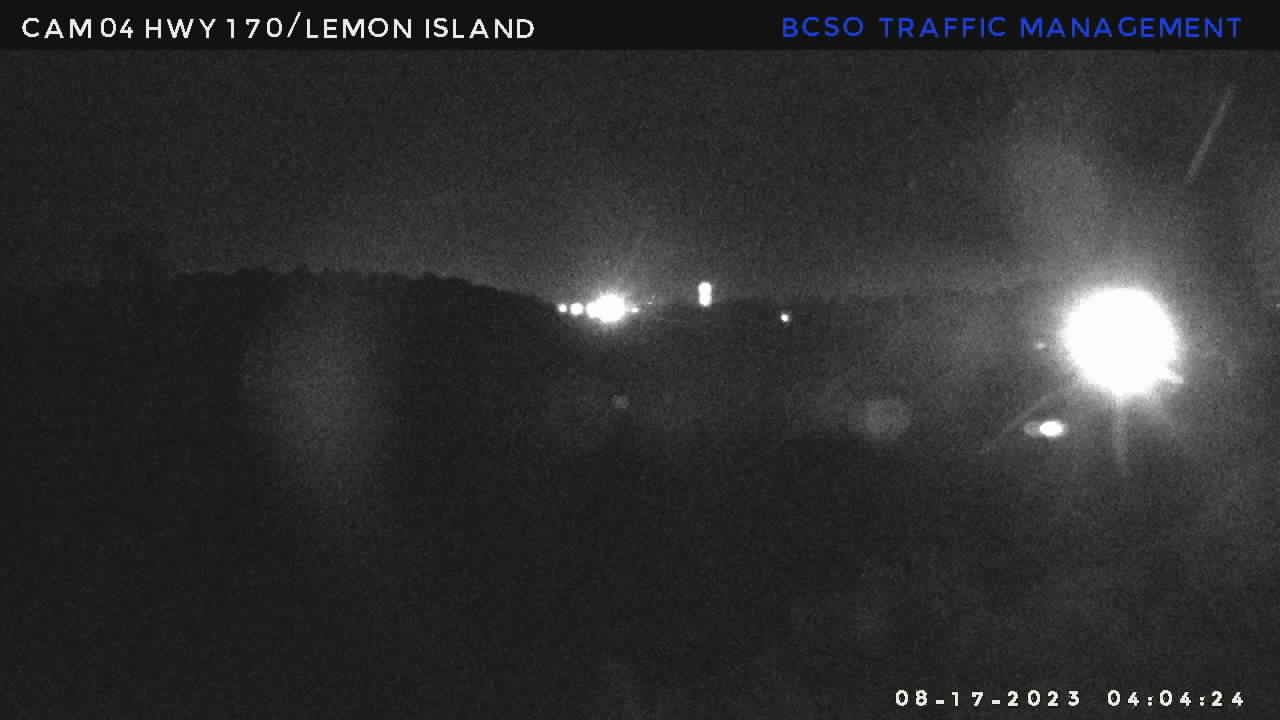 CAM 04 HWY 170/LEMON ISLAND
BCSO TRAFFIC MANAGEMENT
08-17-2023 04:04:24